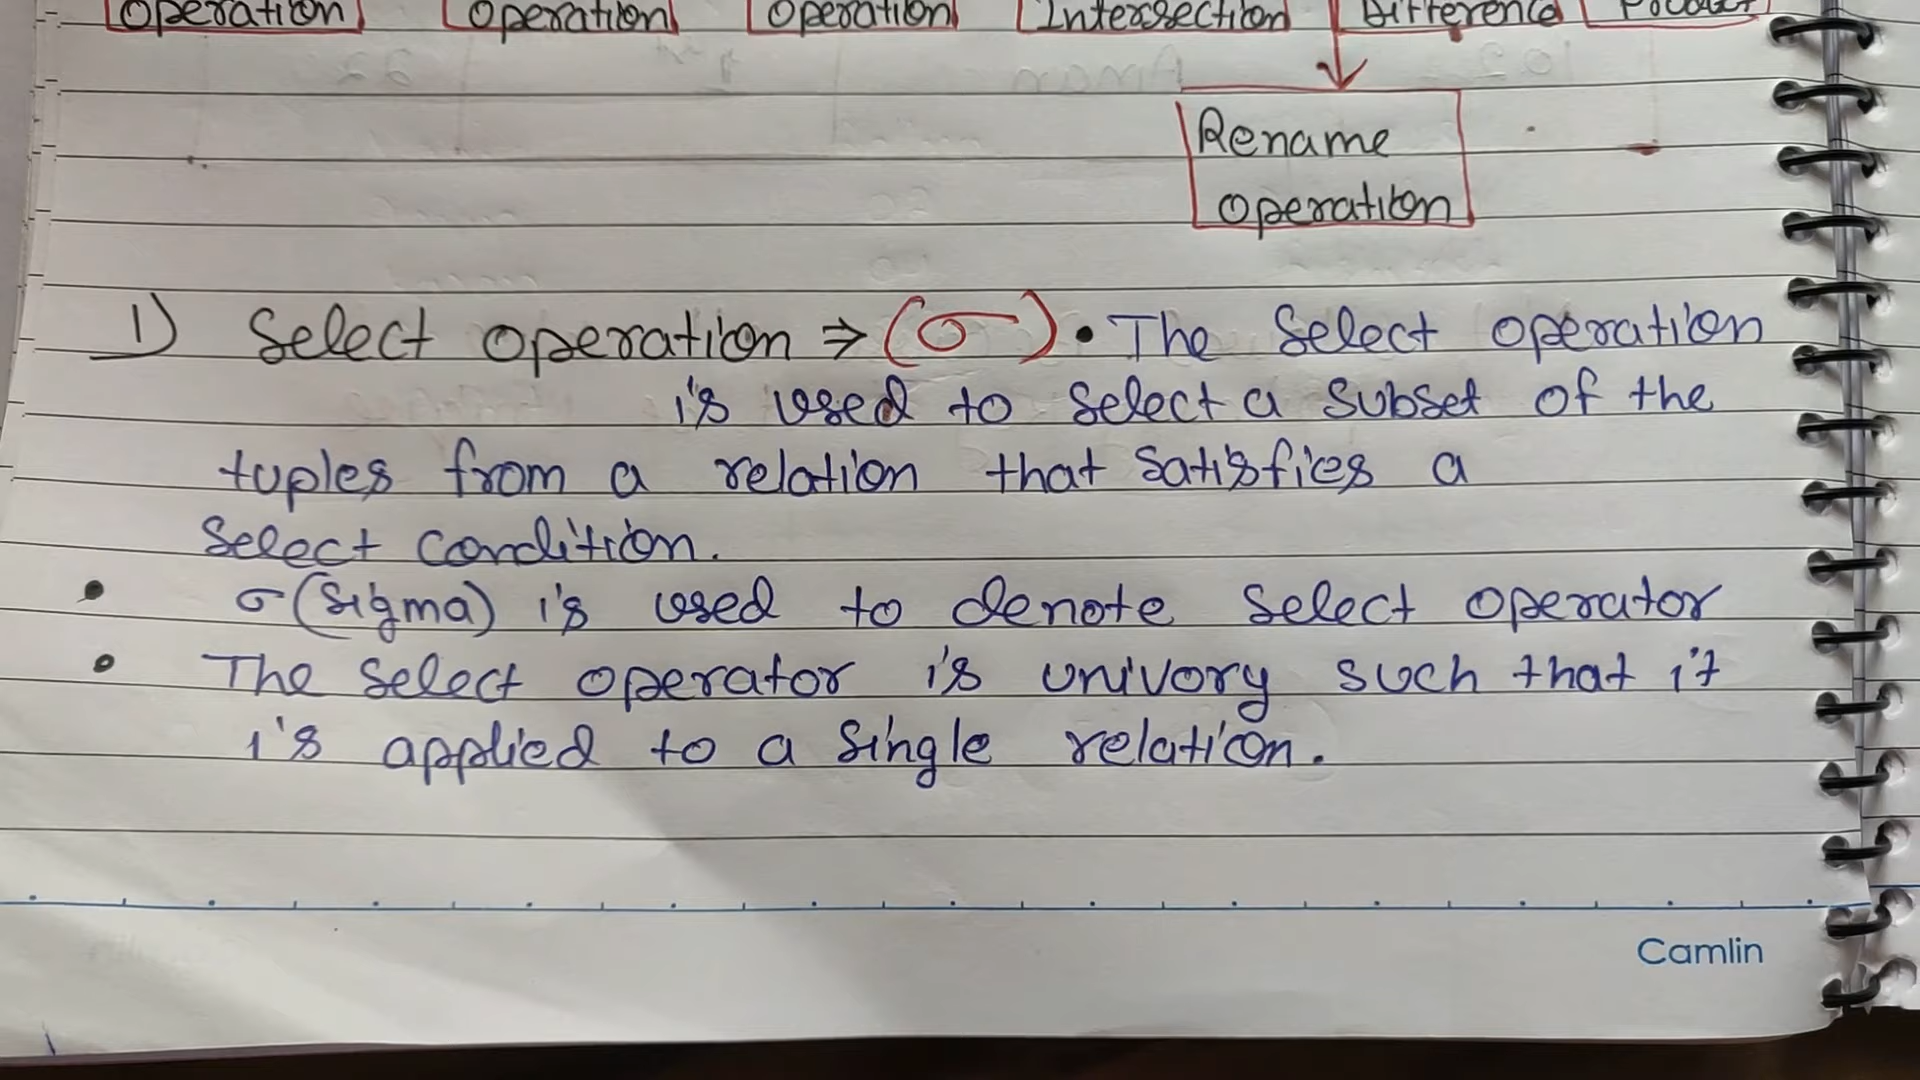 Operation Operation Operation Intersection Difference
Rename
operation
1) Select operation ⇒ (σ) • The Select operation
is used to select a subset of the
tuples from a relation that satisfies a
select condition.
• σ (sigma) is used to denote select operator
• The select operator is univory such that it
is applied to a single relation.
Camlin